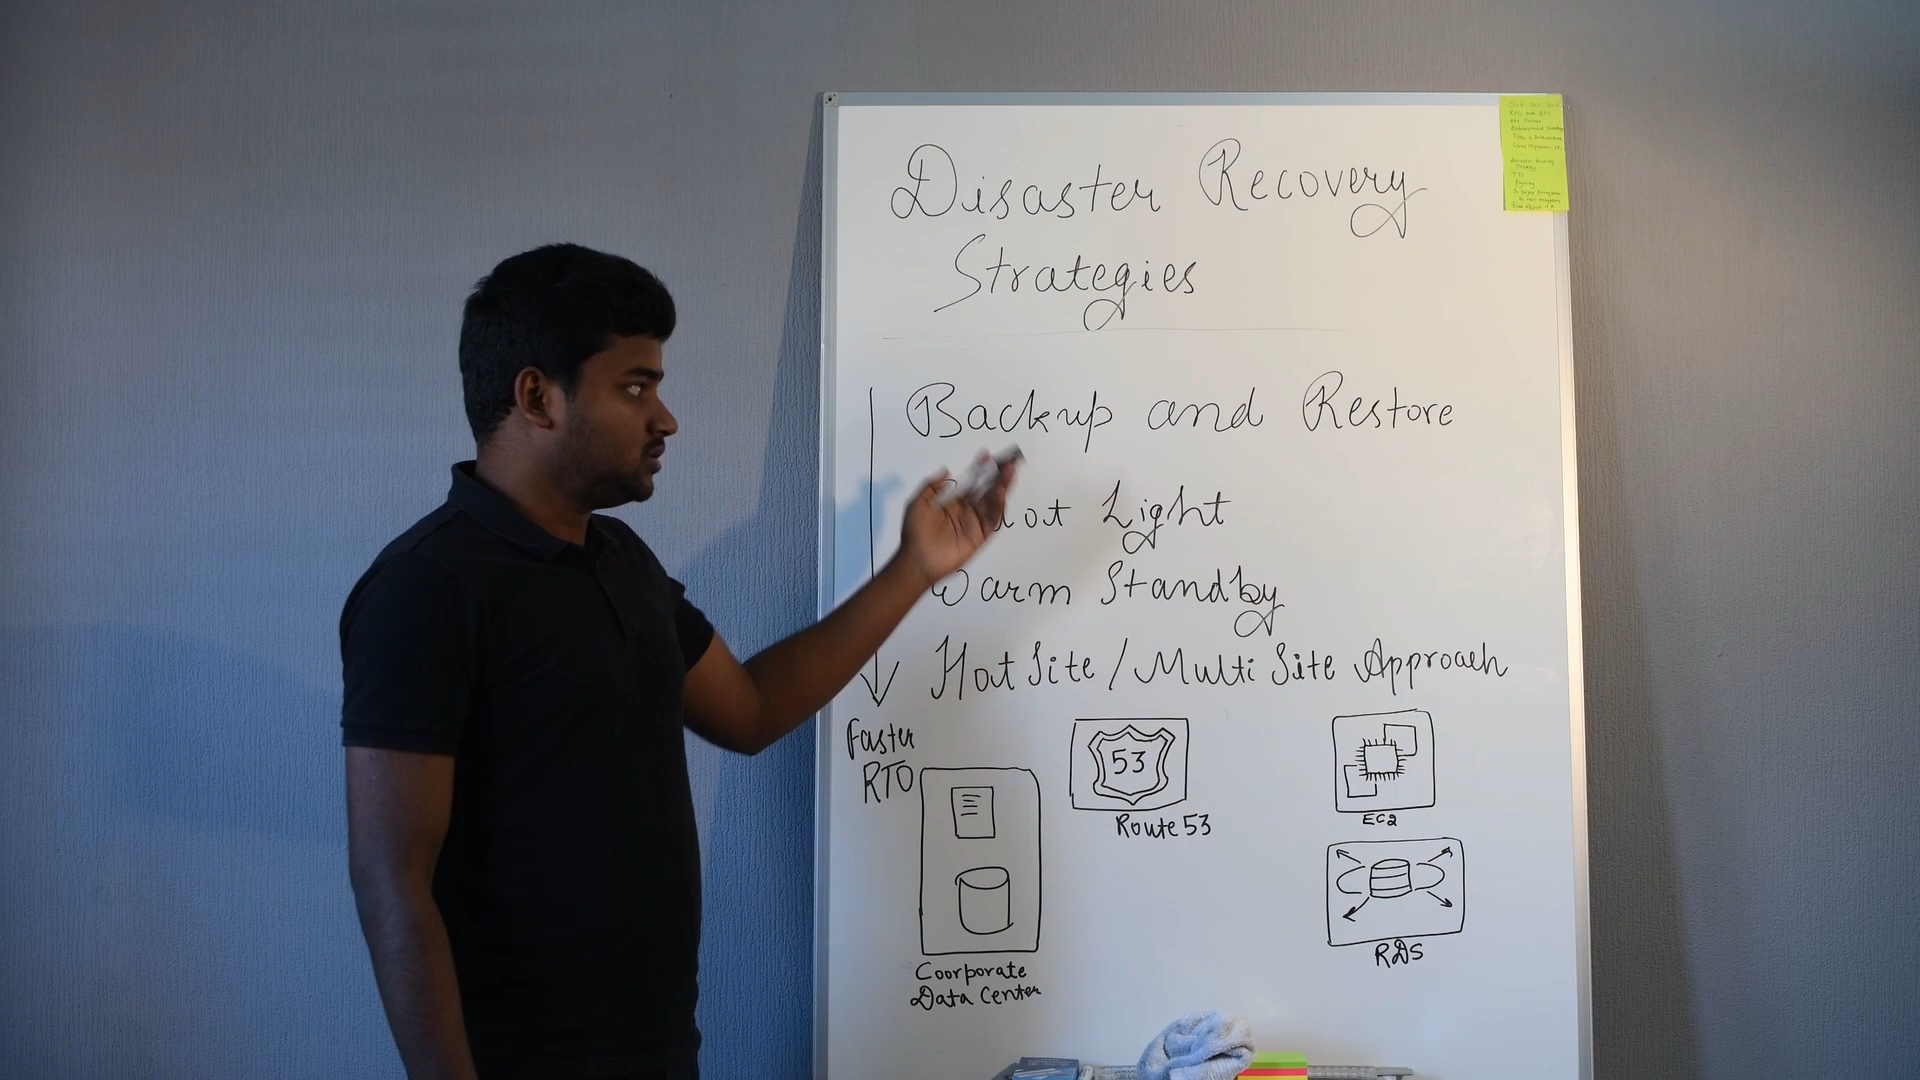 Disaster Recovery
Strategies
Backup and Restore
Light
Warm Standby
Hot Site / Multi Site Approach
Faster
RTO
53
Route 53
EC2
RDS
Coorporate
Data Center